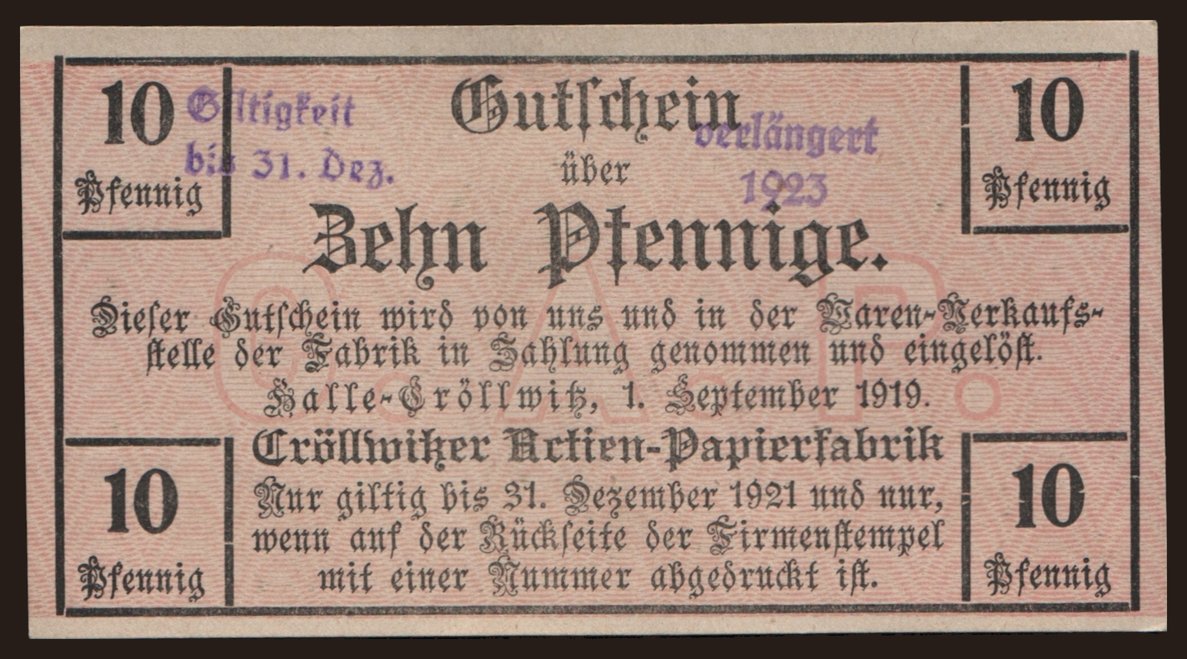 10
Pfennig
Giltigkeit verlängert
bis 31. Dez. 1923
10
Pfennig
Gutschein
über
Zehn Pfennige.
C. A. P.
Dieser Gutschein wird von uns und in der Waren-Verkaufs-
stelle der Fabrik in Zahlung genommen und eingelöst.
Halle-Cröllwitz, 1. September 1919.
Cröllwitzer Actien-Papierfabrik
Nur giltig bis 31. Dezember 1921 und nur,
wenn auf der Rückseite der Firmenstempel
mit einer Nummer abgedruckt ist.
10
Pfennig
10
Pfennig